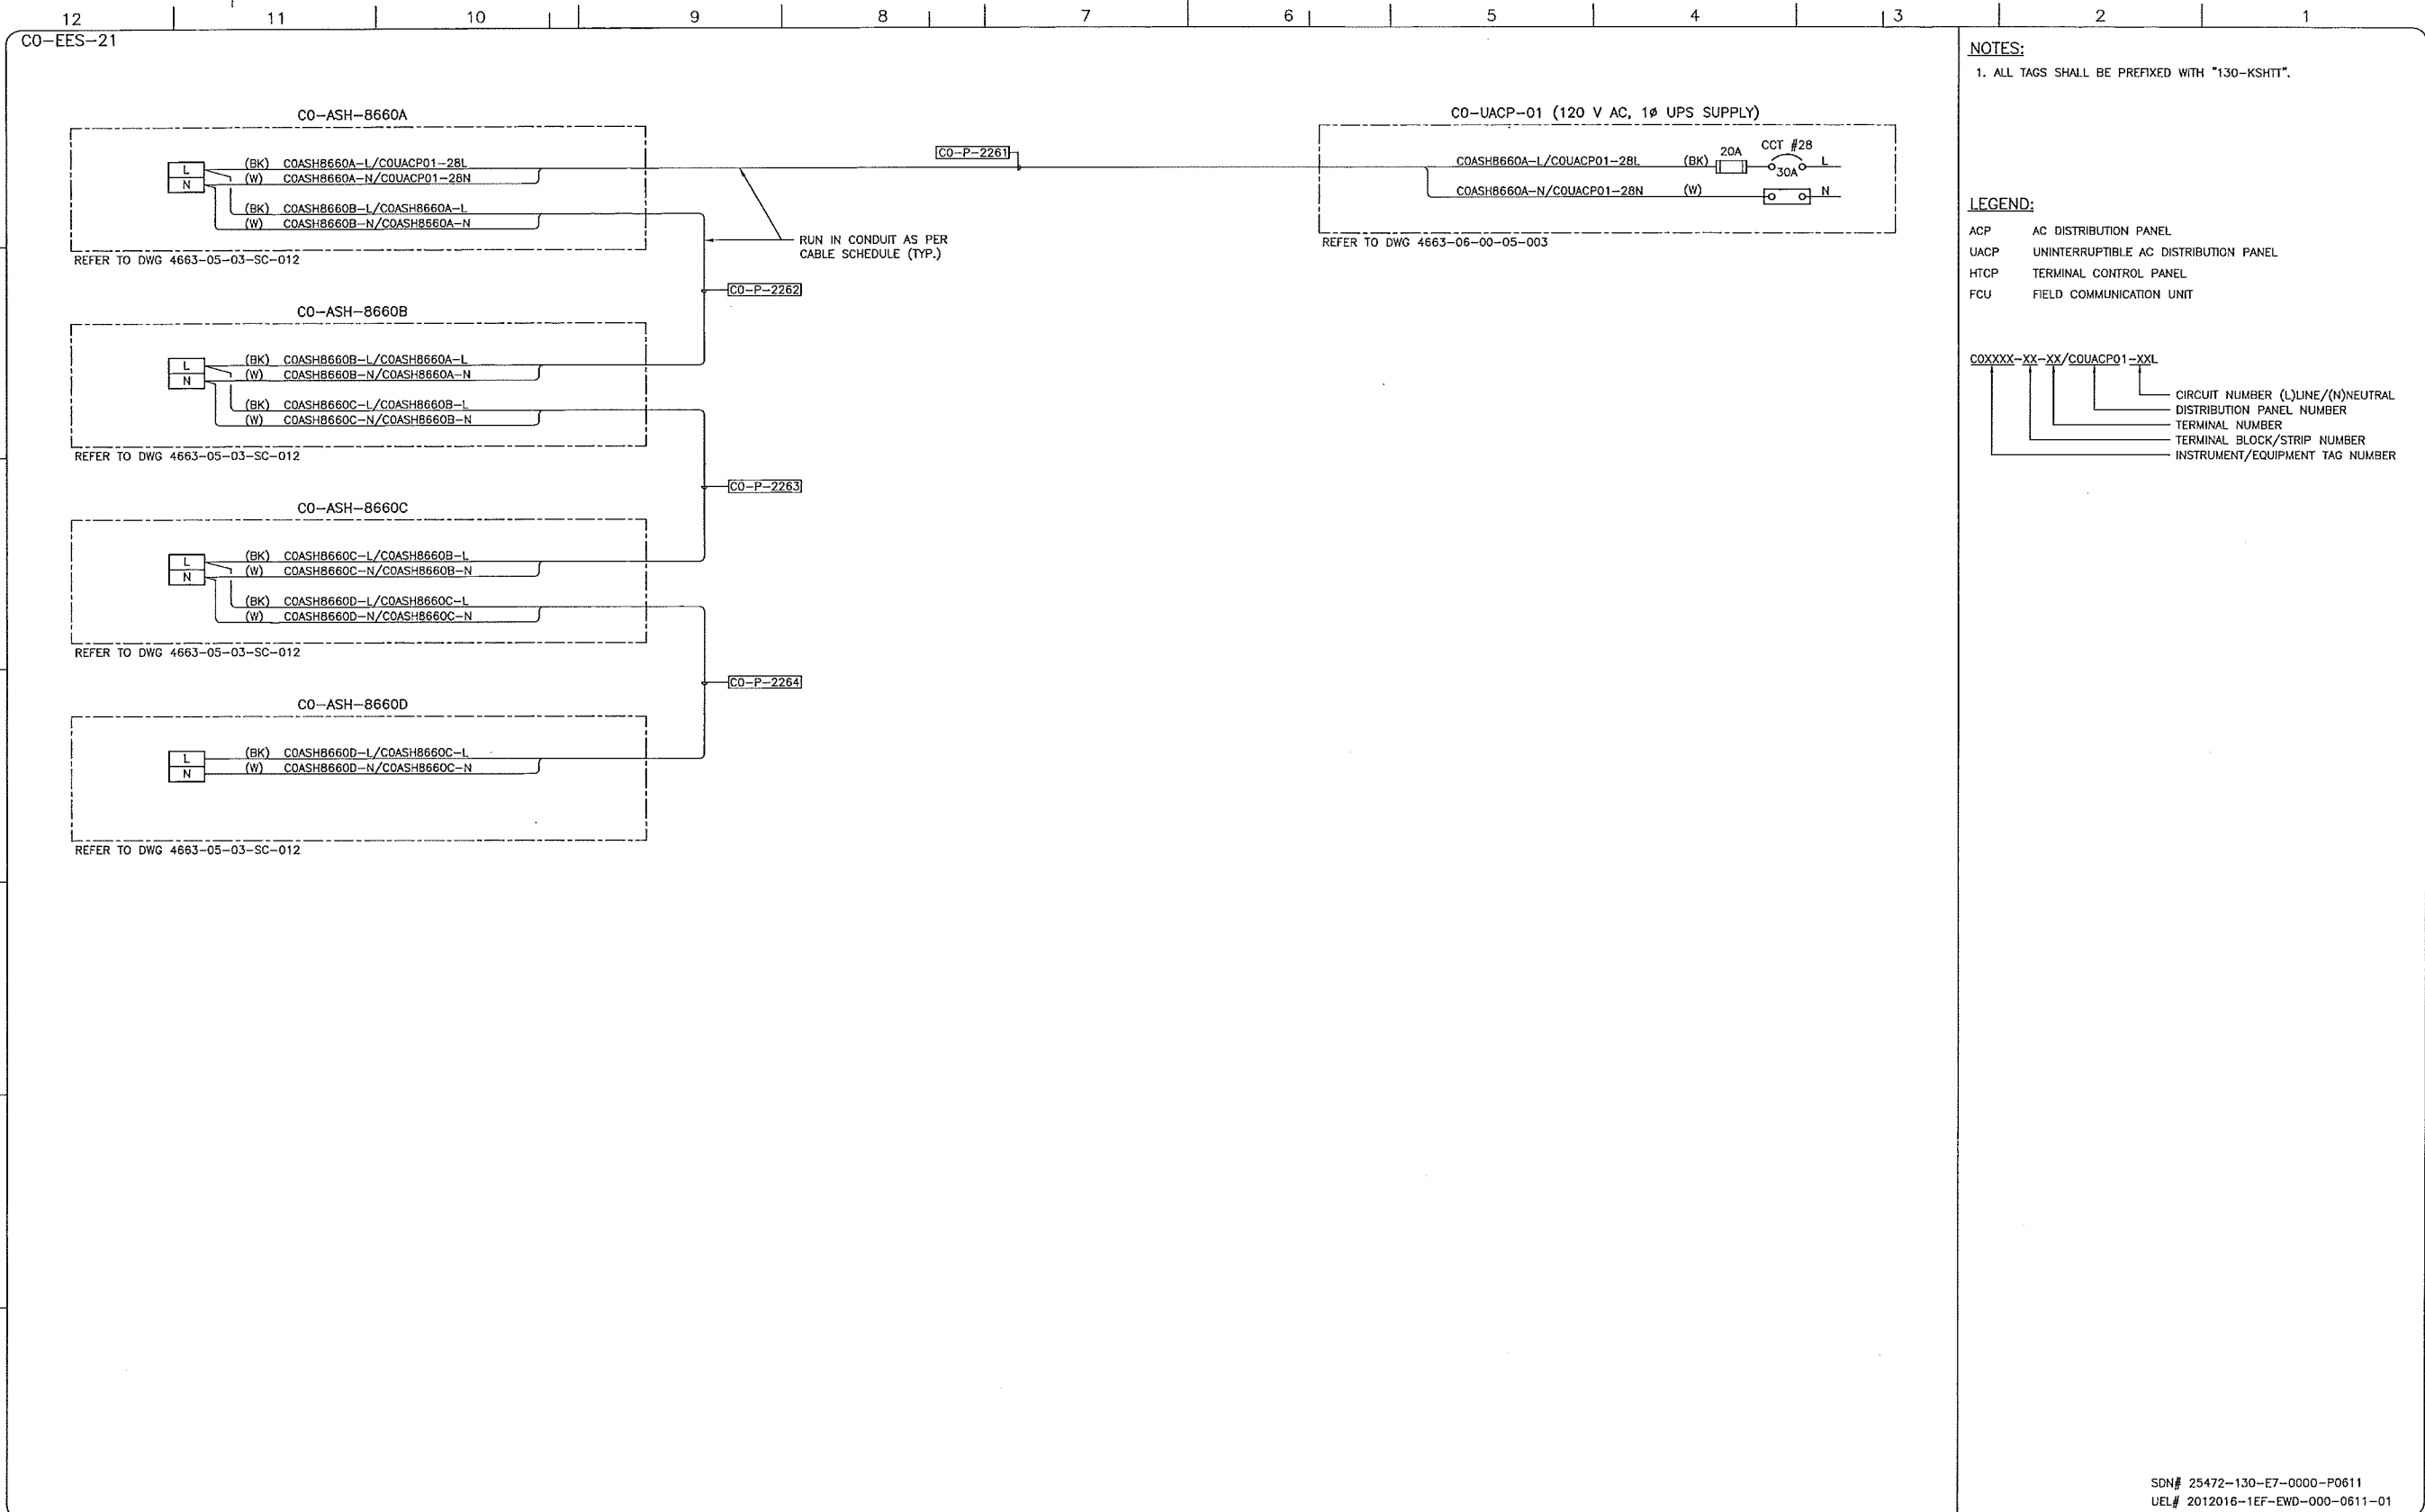 12 11 10 9 8 7 6 5 4 3 2 1
CO-EES-21
CO-ASH-8660A
L
N
(BK) COASH8660A-L/COUACP01-28L
(W) COASH8660A-N/COUACP01-28N
(BK) COASH8660B-L/COASH8660A-L
(W) COASH8660B-N/COASH8660A-N
REFER TO DWG 4663-05-03-SC-012
CO-P-2261
RUN IN CONDUIT AS PER
CABLE SCHEDULE (TYP.)
CO-P-2262
CO-UACP-01 (120 V AC, 1ø UPS SUPPLY)
COASH8660A-L/COUACP01-28L (BK) 20A CCT #28 L
30A
COASH8660A-N/COUACP01-28N (W) N
REFER TO DWG 4663-06-00-05-003
CO-ASH-8660B
L
N
(BK) COASH8660B-L/COASH8660A-L
(W) COASH8660B-N/COASH8660A-N
(BK) COASH8660C-L/COASH8660B-L
(W) COASH8660C-N/COASH8660B-N
REFER TO DWG 4663-05-03-SC-012
CO-P-2263
CO-ASH-8660C
L
N
(BK) COASH8660C-L/COASH8660B-L
(W) COASH8660C-N/COASH8660B-N
(BK) COASH8660D-L/COASH8660C-L
(W) COASH8660D-N/COASH8660C-N
REFER TO DWG 4663-05-03-SC-012
CO-P-2264
CO-ASH-8660D
L
N
(BK) COASH8660D-L/COASH8660C-L
(W) COASH8660D-N/COASH8660C-N
REFER TO DWG 4663-05-03-SC-012
NOTES:
1. ALL TAGS SHALL BE PREFIXED WITH "130-KSHTT".
LEGEND:
ACP AC DISTRIBUTION PANEL
UACP UNINTERRUPTIBLE AC DISTRIBUTION PANEL
HTCP TERMINAL CONTROL PANEL
FCU FIELD COMMUNICATION UNIT
COXXXX-XX-XX/COUACP01-XXL
CIRCUIT NUMBER (L)LINE/(N)NEUTRAL
DISTRIBUTION PANEL NUMBER
TERMINAL NUMBER
TERMINAL BLOCK/STRIP NUMBER
INSTRUMENT/EQUIPMENT TAG NUMBER
SDN# 25472-130-E7-0000-P0611
UEL# 2012016-1EF-EWD-000-0611-01